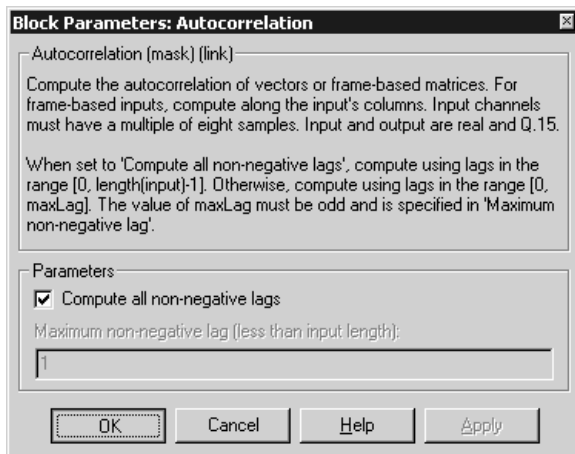 Block Parameters: Autocorrelation
Autocorrelation (mask) (link)
Compute the autocorrelation of vectors or frame-based matrices. For
frame-based inputs, compute along the input's columns. Input channels
must have a multiple of eight samples. Input and output are real and Q.15.
When set to 'Compute all non-negative lags', compute using lags in the
range [0, length(input)-1]. Otherwise, compute using lags in the range [0,
maxLag]. The value of maxLag must be odd and is specified in 'Maximum
non-negative lag'.
Parameters
Compute all non-negative lags
Maximum non-negative lag (less than input length):
1
OK Cancel Help Apply